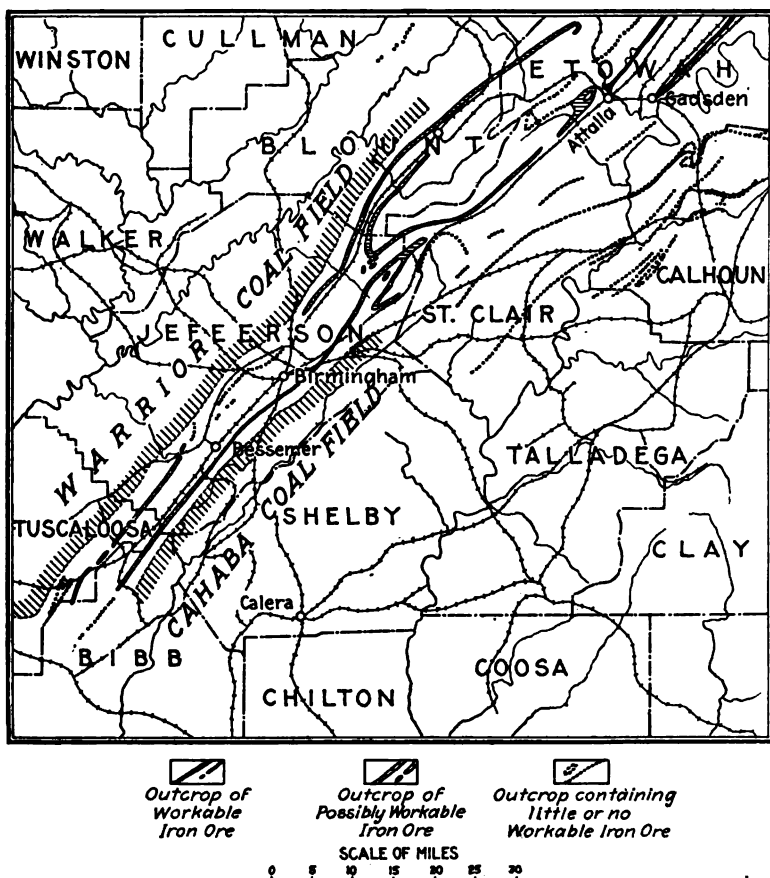 WINSTON
CULLMAN
ETOWAH
Gadsden
Attalla
BLOUNT
WALKER
WARRIOR COAL FIELD
CALHOUN
ST. CLAIR
JEFFERSON
Birmingham
Bessemer
TALLADEGA
CAHABA COAL FIELD
TUSCALOOSA
SHELBY
CLAY
Calera
BIBB
COOSA
CHILTON
Outcrop of
Workable
Iron Ore
Outcrop of
Possibly Workable
Iron Ore
Outcrop containing
little or no
Workable Iron Ore
SCALE OF MILES
0 5 10 15 20 25 30